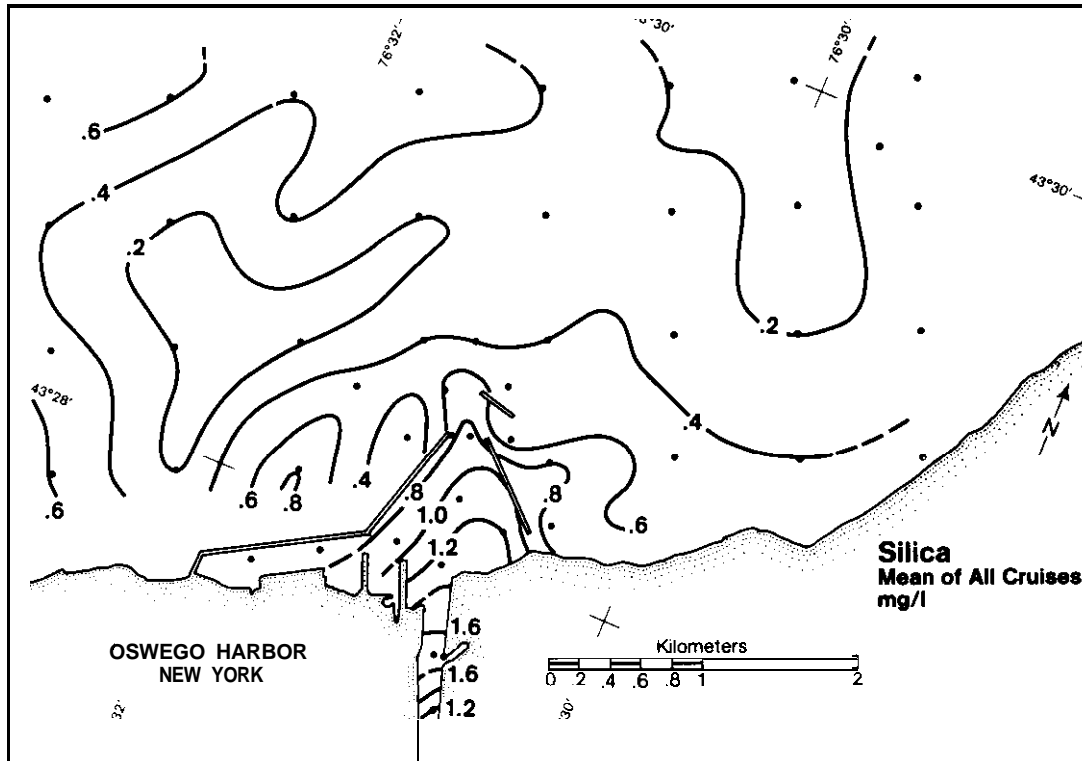 76°32'
76°30'
.6
.4
43°30'
.2
.2
43°28'
.4
.6
.6
.8
.4
.8
1.0
.8
.6
1.2
Silica
Mean of All Cruises
mg/l
1.6
OSWEGO HARBOR
NEW YORK
Kilometers
0 .2 .4 .6 .8 1 2
1.6
1.2
32'
30'
N